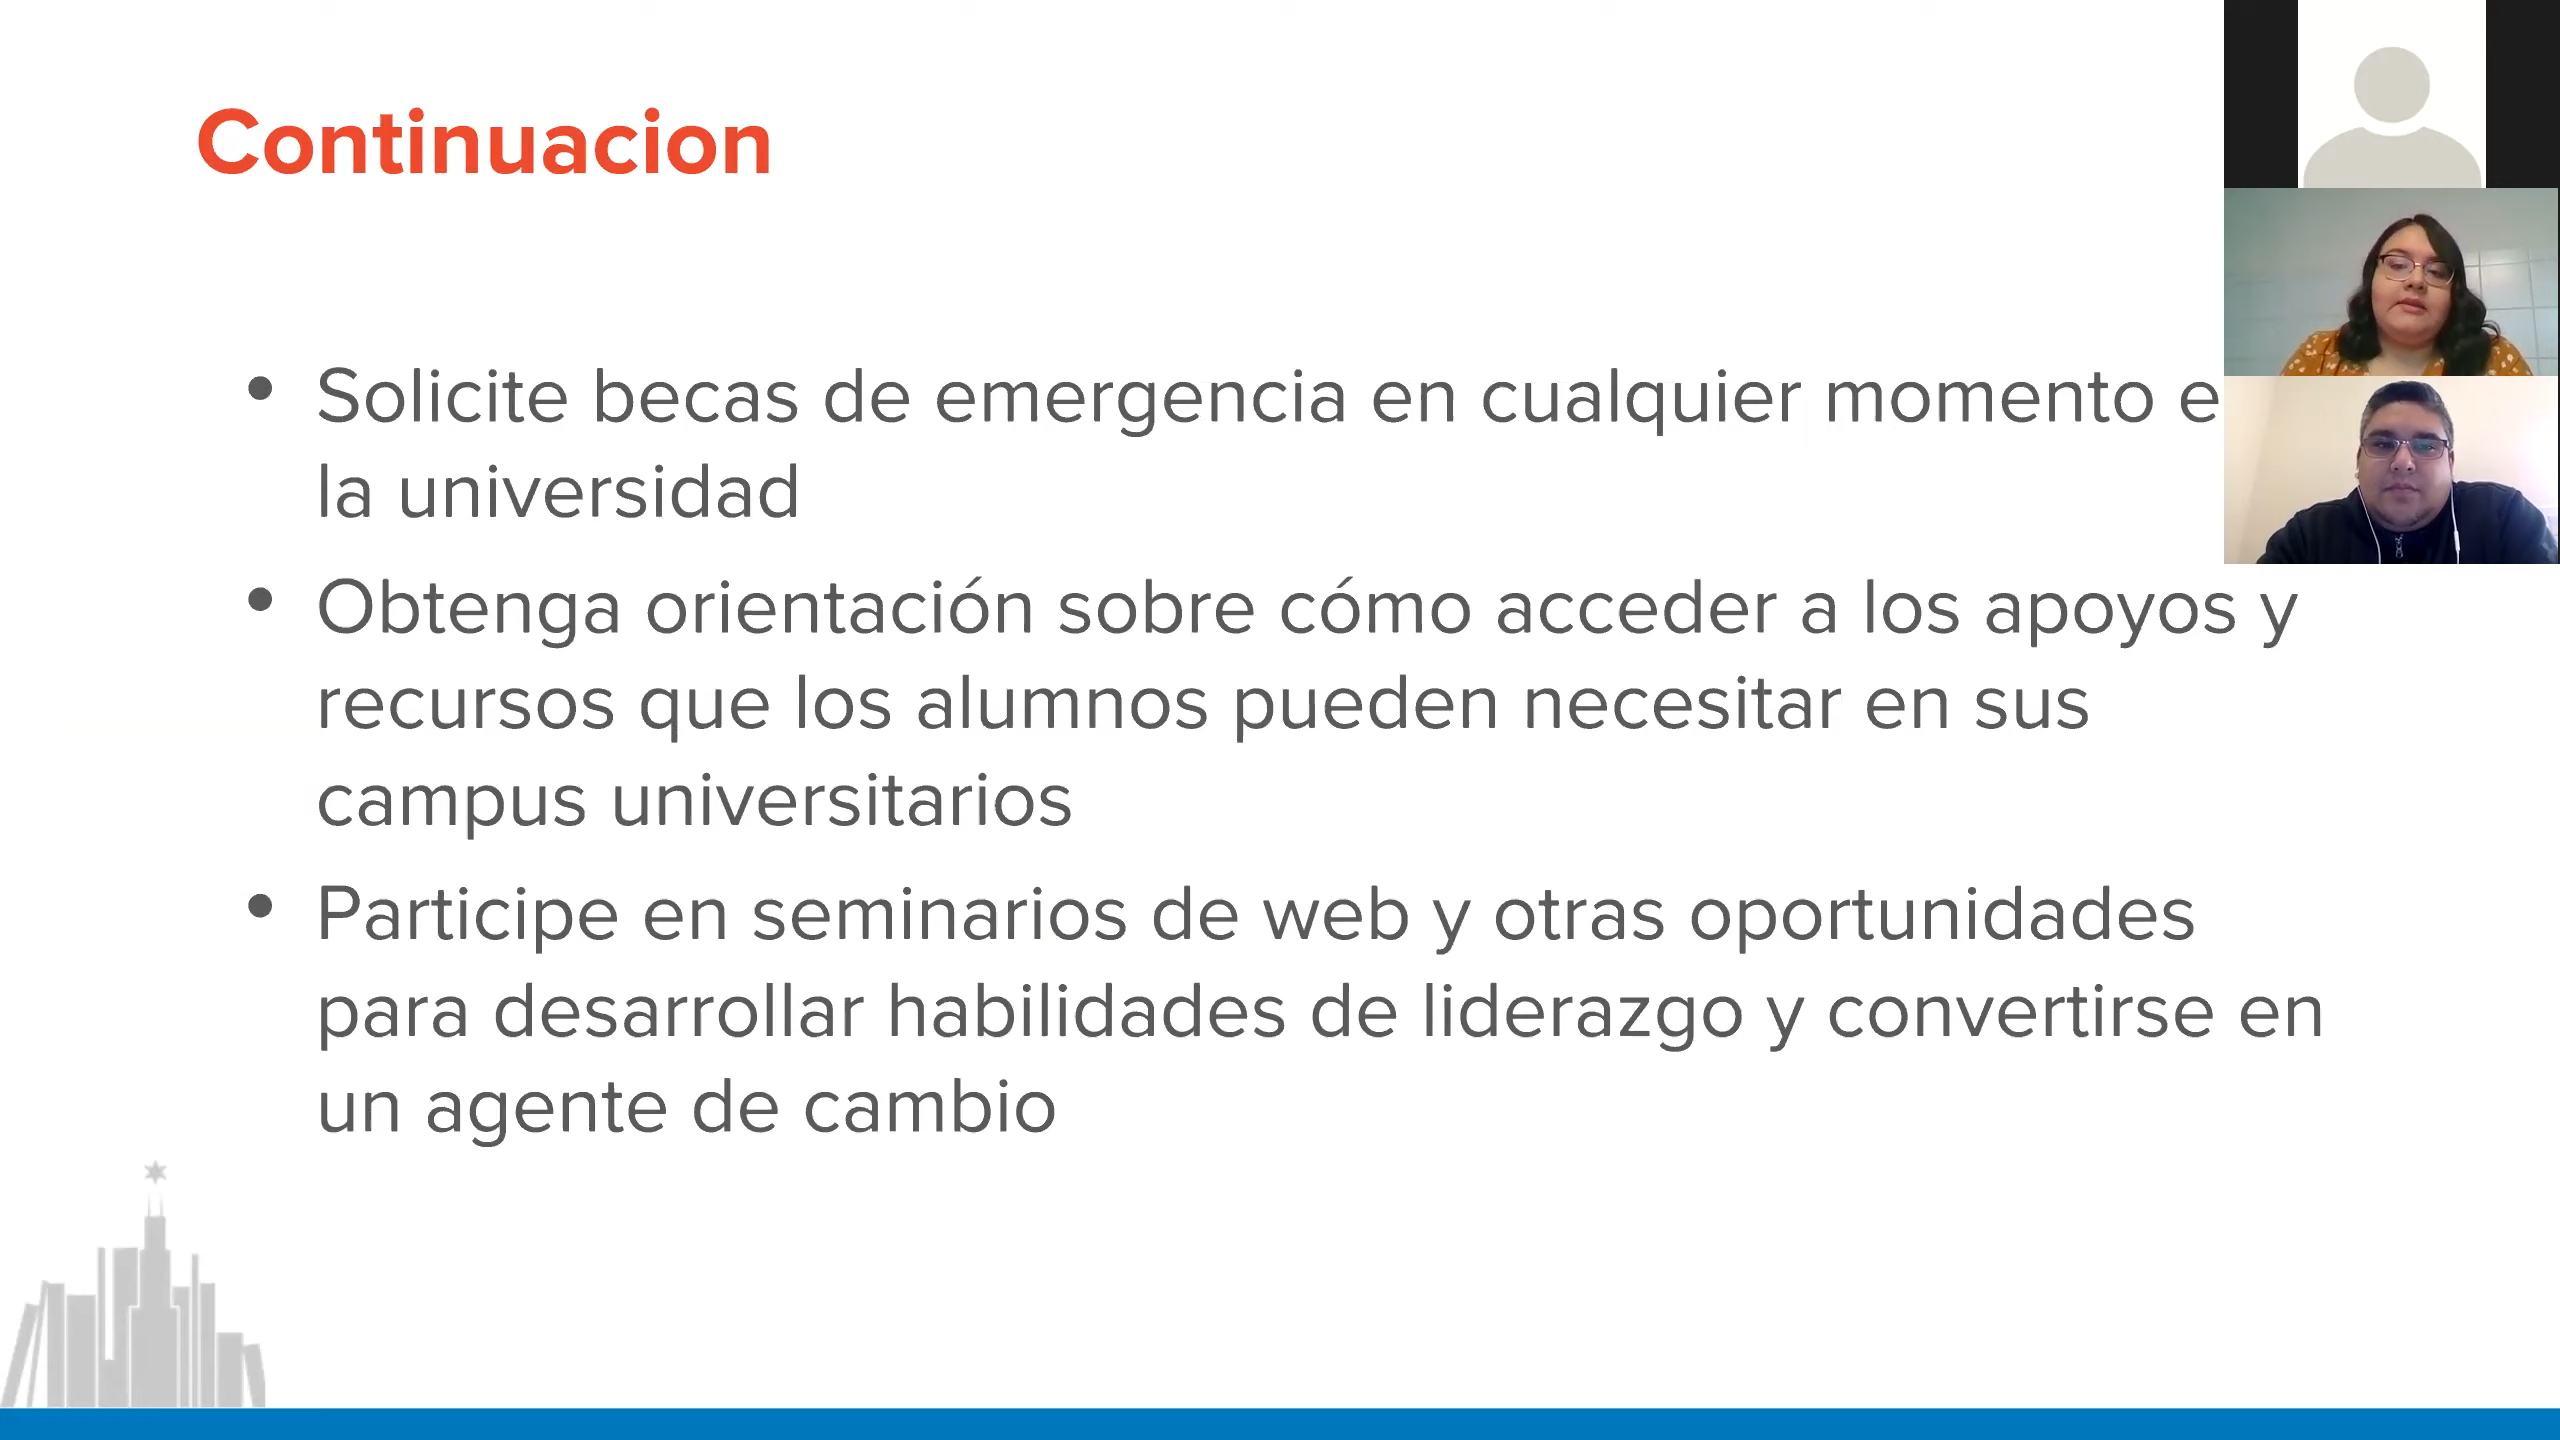 Continuacion
• Solicite becas de emergencia en cualquier momento e
la universidad
• Obtenga orientación sobre cómo acceder a los apoyos y
recursos que los alumnos pueden necesitar en sus
campus universitarios
• Participe en seminarios de web y otras oportunidades
para desarrollar habilidades de liderazgo y convertirse en
un agente de cambio